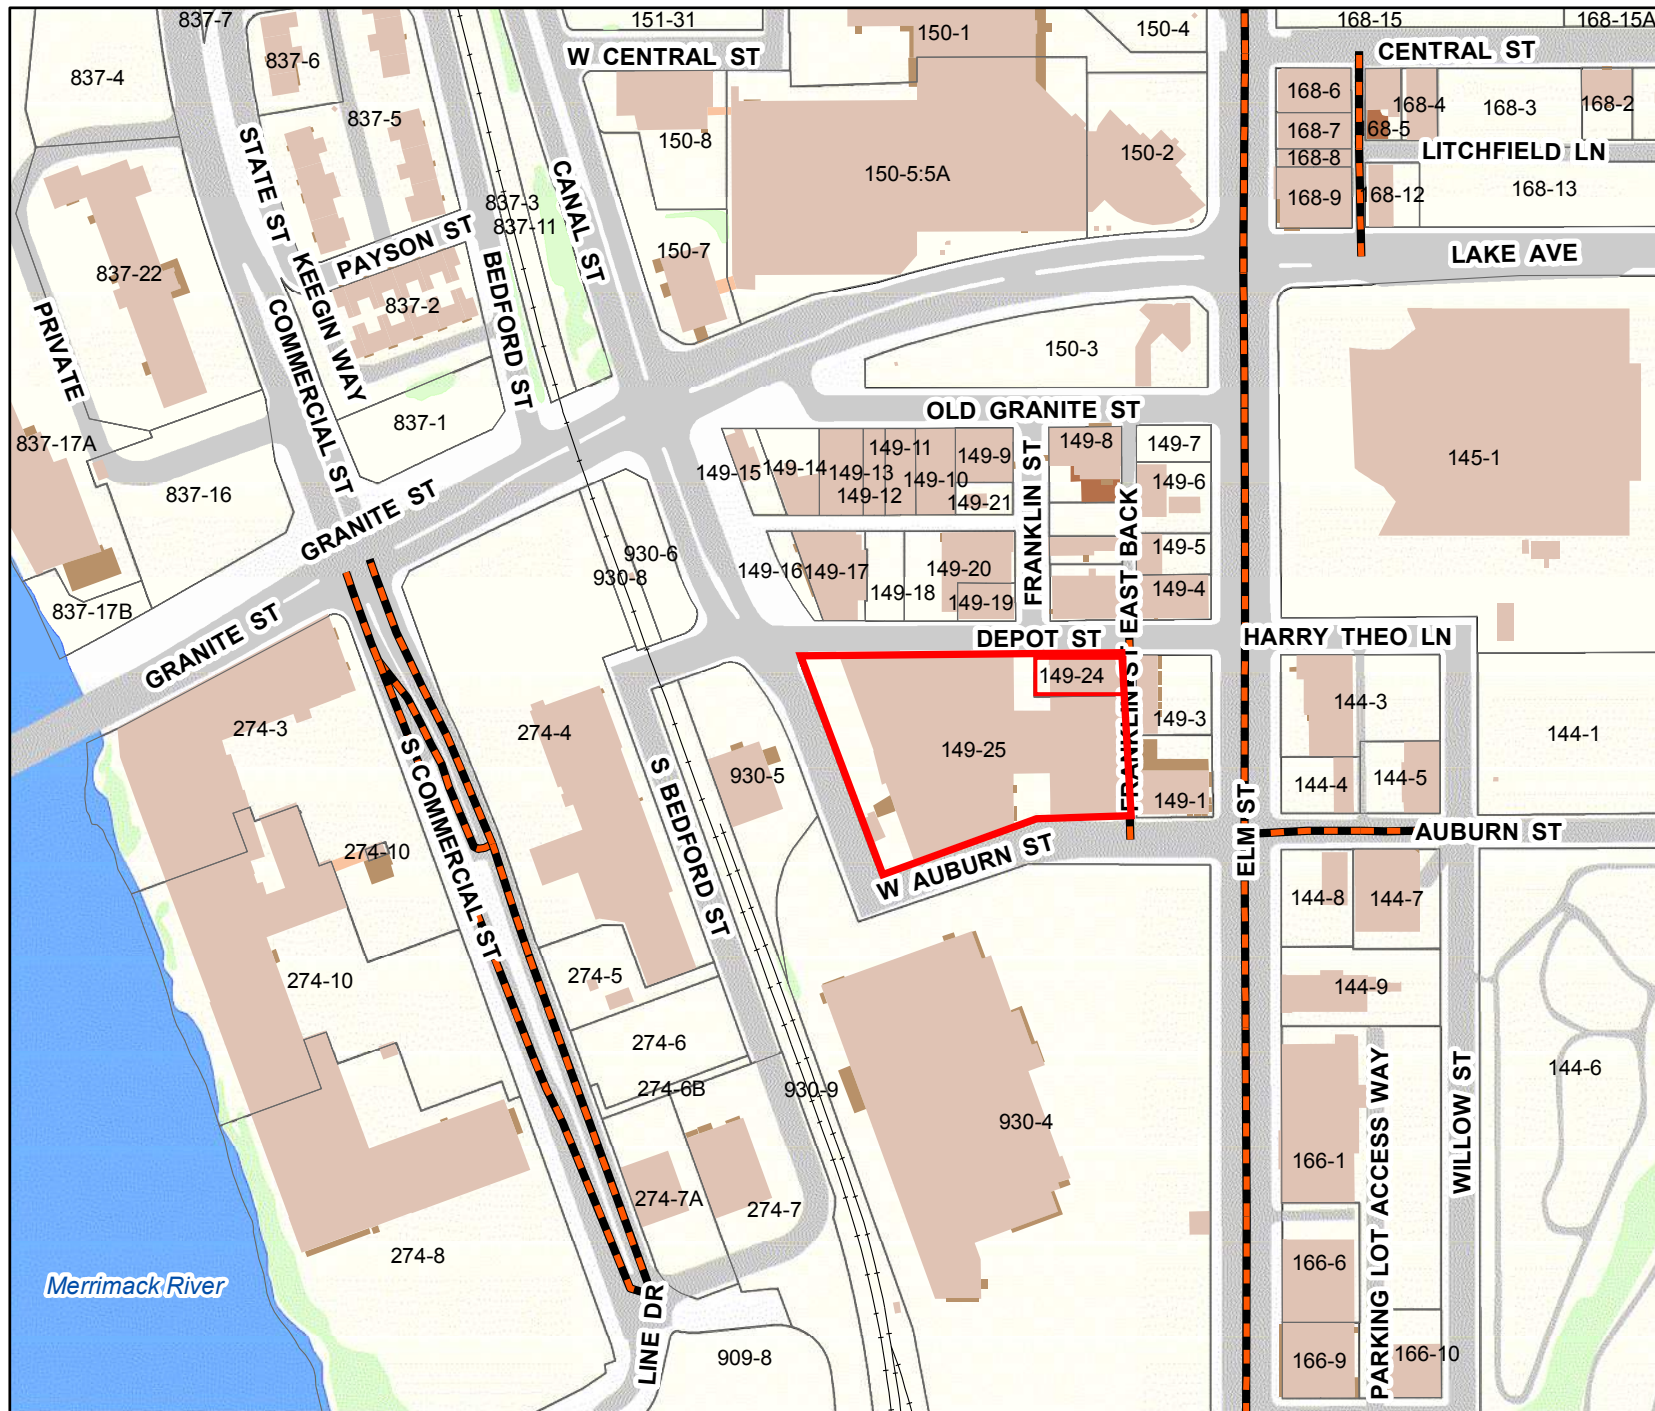 837-7
151-31
150-1
150-4
168-15
168-15A
W CENTRAL ST
CENTRAL ST
837-4
837-6
837-5
168-6
168-4
168-3
168-2
150-8
168-7
68-5
150-2
168-8
LITCHFIELD LN
150-5:5A
168-9
168-12
168-13
STATE ST
CANAL ST
837-3
837-11
PAYSON ST
150-7
LAKE AVE
837-22
KEEGIN WAY
BEDFORD ST
837-2
PRIVATE
COMMERCIAL ST
150-3
837-1
OLD GRANITE ST
837-17A
149-15
149-14
149-13
149-12
149-11
149-10
149-9
149-21
FRANKLIN ST
149-8
149-7
149-6
145-1
837-16
GRANITE ST
930-6
930-8
149-16
149-17
149-18
149-20
149-19
149-5
149-4
FRANKLIN ST EAST BACK
837-17B
GRANITE ST
DEPOT ST
HARRY THEO LN
149-24
274-3
274-4
149-25
149-3
144-3
144-1
S COMMERCIAL ST
S BEDFORD ST
930-5
149-1
144-4
144-5
ELM ST
AUBURN ST
W AUBURN ST
274-10
144-8
144-7
274-10
274-5
144-9
274-6
274-6B
930-9
930-4
144-6
166-1
PARKING LOT ACCESS WAY
WILLOW ST
274-7A
274-7
274-8
166-6
Merrimack River
LINE DR
909-8
166-9
166-10